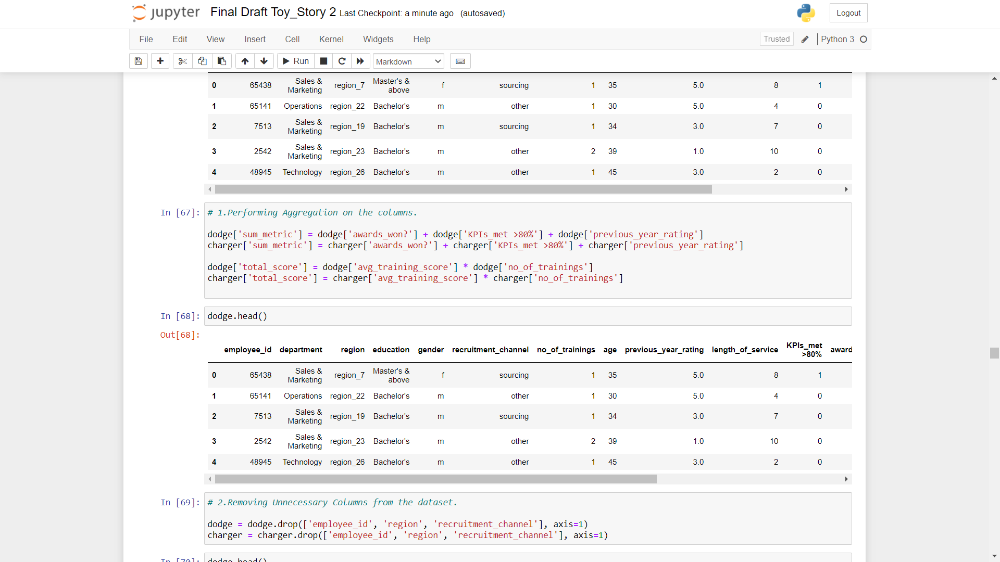 jupyter Final Draft Toy_Story 2 Last Checkpoint: a minute ago (autosaved) Logout
File Edit View Insert Cell Kernel Widgets Help Trusted Python 3
Run Markdown
0 65438 Sales & Marketing region_7 Master's & above f sourcing 1 35 5.0 8 1
1 65141 Operations region_22 Bachelor's m other 1 30 5.0 4 0
2 7513 Sales & Marketing region_19 Bachelor's m sourcing 1 34 3.0 7 0
3 2542 Sales & Marketing region_23 Bachelor's m other 2 39 1.0 10 0
4 48945 Technology region_26 Bachelor's m other 1 45 3.0 2 0
In [67]: # 1.Performing Aggregation on the columns.
dodge['sum_metric'] = dodge['awards_won?'] + dodge['KPIs_met >80%'] + dodge['previous_year_rating']
charger['sum_metric'] = charger['awards_won?'] + charger['KPIs_met >80%'] + charger['previous_year_rating']
dodge['total_score'] = dodge['avg_training_score'] * dodge['no_of_trainings']
charger['total_score'] = charger['avg_training_score'] * charger['no_of_trainings']
In [68]: dodge.head()
Out[68]:
employee_id department region education gender recruitment_channel no_of_trainings age previous_year_rating length_of_service KPIs_met >80% award
0 65438 Sales & Marketing region_7 Master's & above f sourcing 1 35 5.0 8 1
1 65141 Operations region_22 Bachelor's m other 1 30 5.0 4 0
2 7513 Sales & Marketing region_19 Bachelor's m sourcing 1 34 3.0 7 0
3 2542 Sales & Marketing region_23 Bachelor's m other 2 39 1.0 10 0
4 48945 Technology region_26 Bachelor's m other 1 45 3.0 2 0
In [69]: # 2.Removing Unnecessary Columns from the dataset.
dodge = dodge.drop(['employee_id', 'region', 'recruitment_channel'], axis=1)
charger = charger.drop(['employee_id', 'region', 'recruitment_channel'], axis=1)
In [70]: dodge.head()